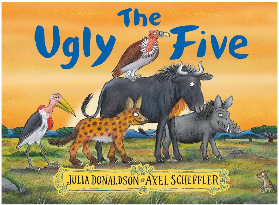 The
Ugly Five
JULIA DONALDSON AXEL SCHEFFLER